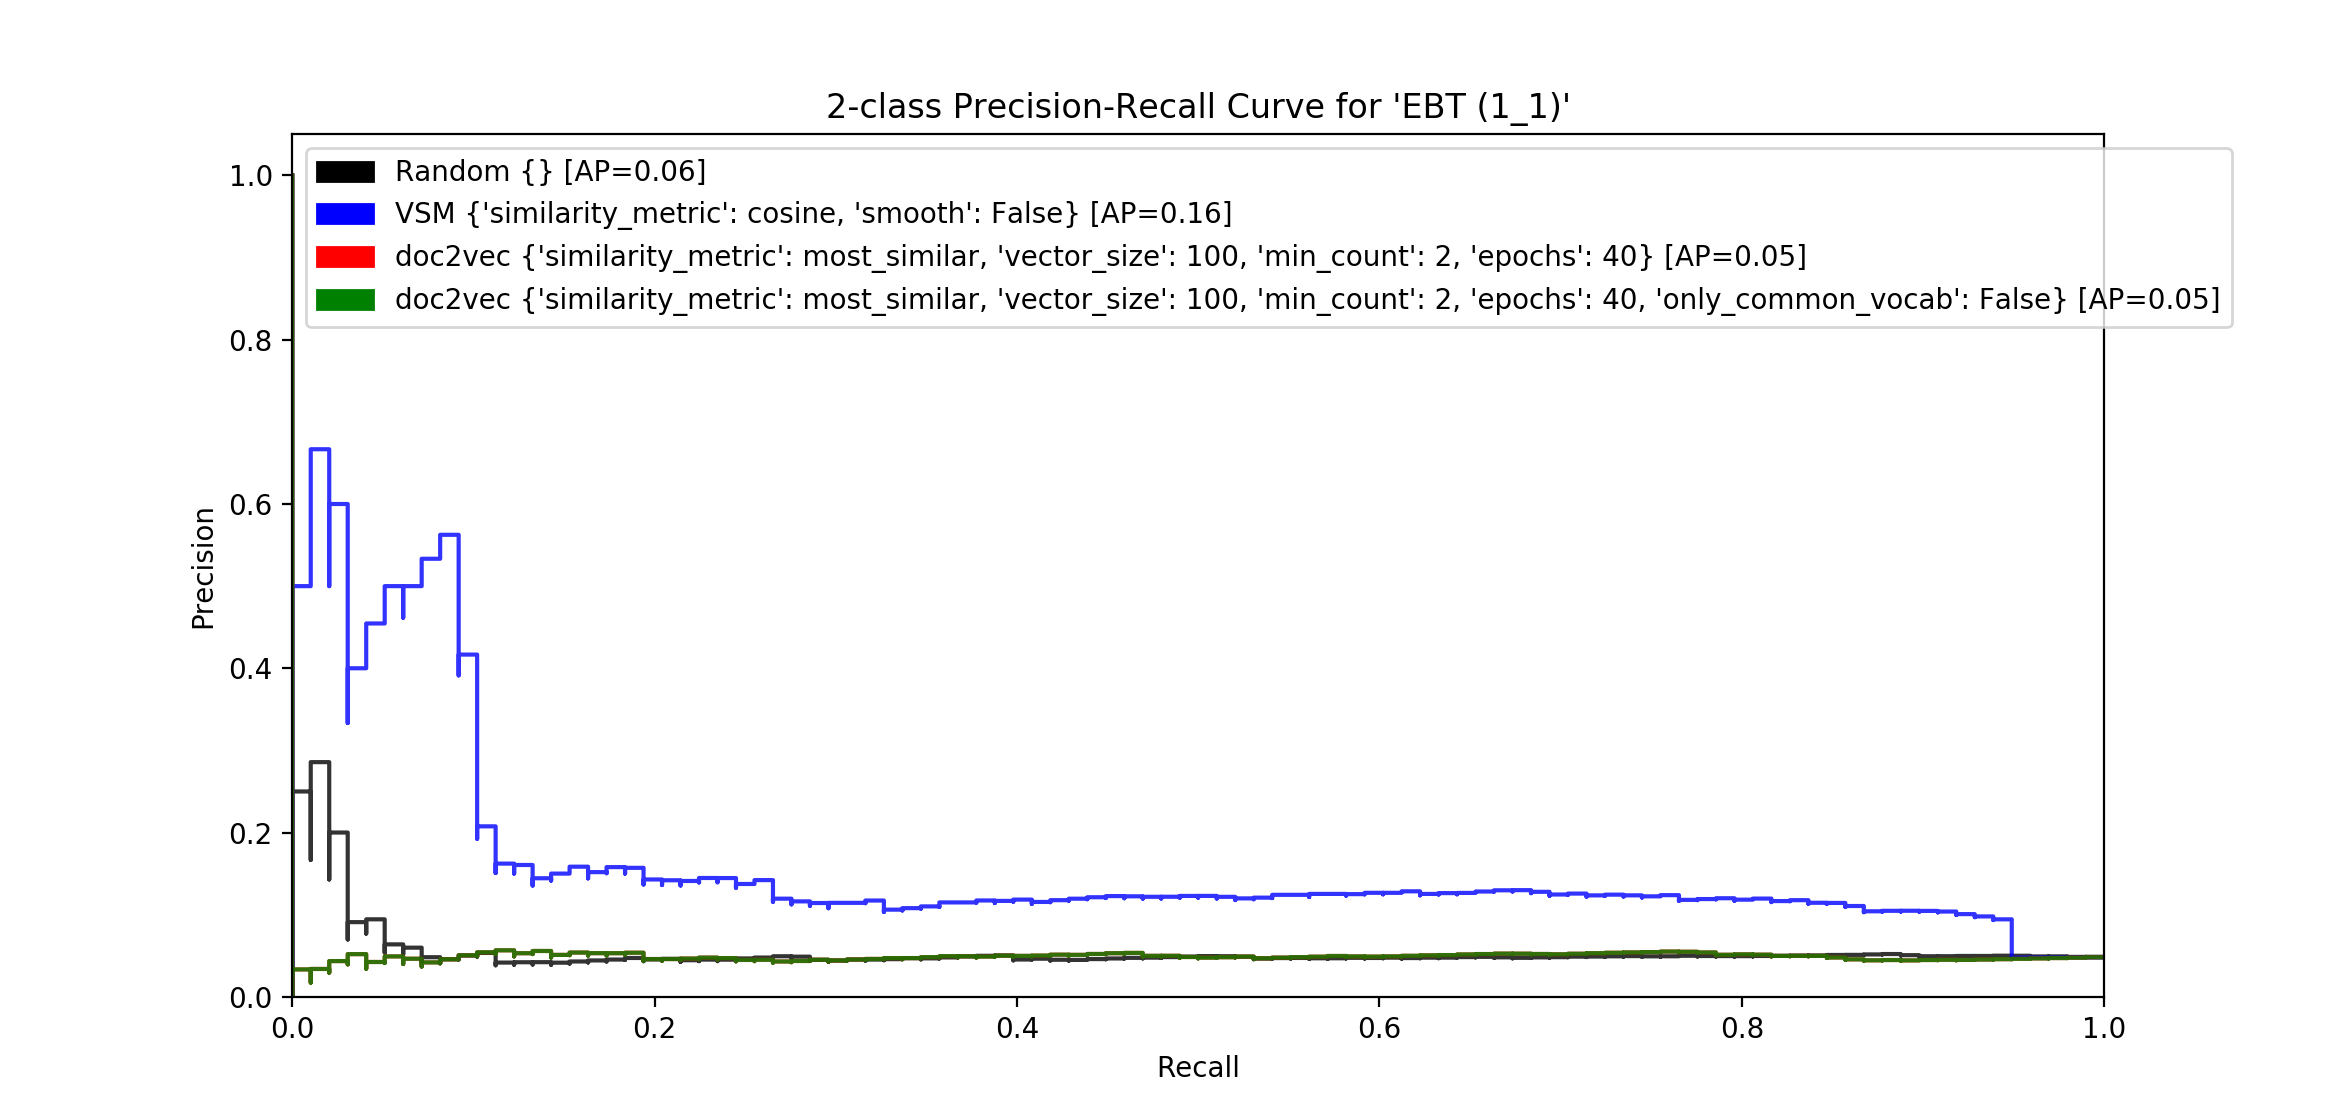 2-class Precision-Recall Curve for 'EBT (1_1)'
Random {} [AP=0.06]
VSM {'similarity_metric': cosine, 'smooth': False} [AP=0.16]
doc2vec {'similarity_metric': most_similar, 'vector_size': 100, 'min_count': 2, 'epochs': 40} [AP=0.05]
doc2vec {'similarity_metric': most_similar, 'vector_size': 100, 'min_count': 2, 'epochs': 40, 'only_common_vocab': False} [AP=0.05]
1.0
0.8
0.6
0.4
0.2
0.0
Precision
0.0 0.2 0.4 0.6 0.8 1.0
Recall